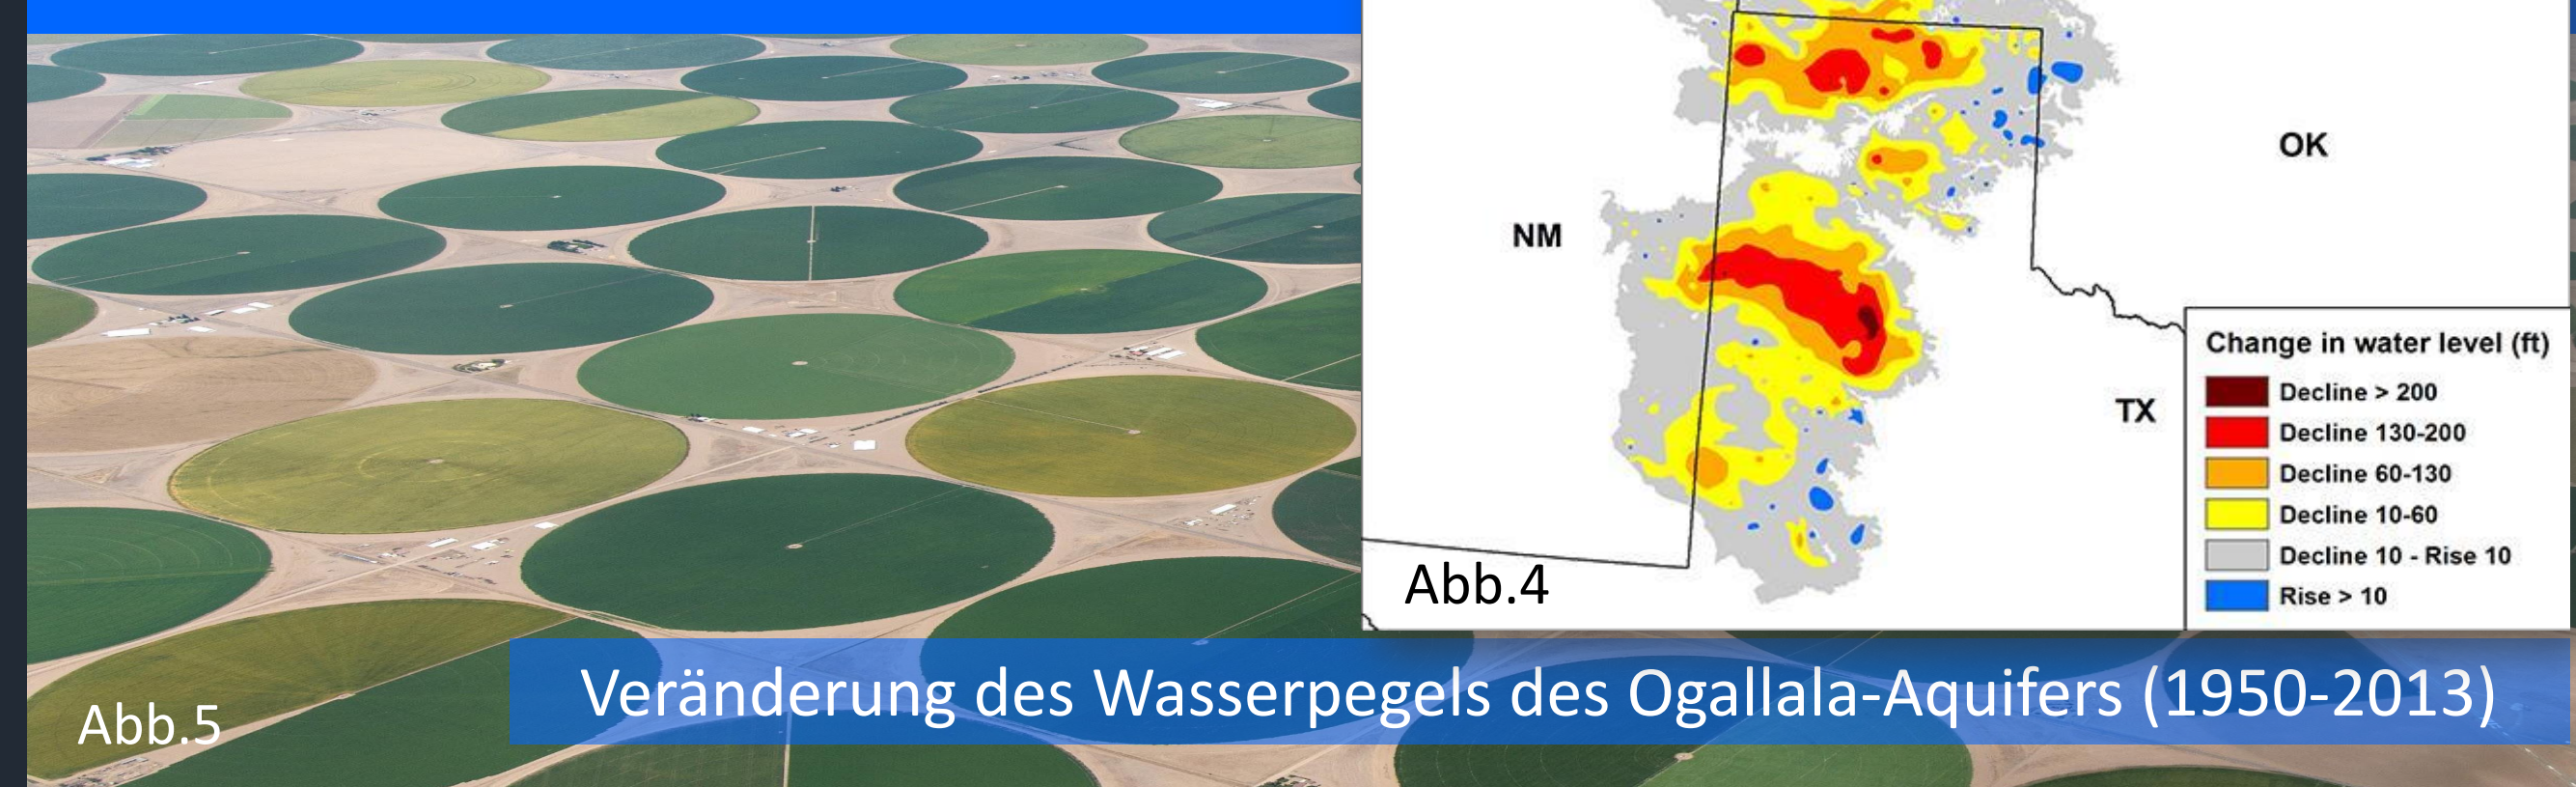 OK
NM
Change in water level (ft)
Decline > 200
TX
Decline 130-200
Decline 60-130
Decline 10-60
Decline 10 - Rise 10
Rise > 10
Abb.4
Veränderung des Wasserpegels des Ogallala-Aquifers (1950-2013)
Abb.5